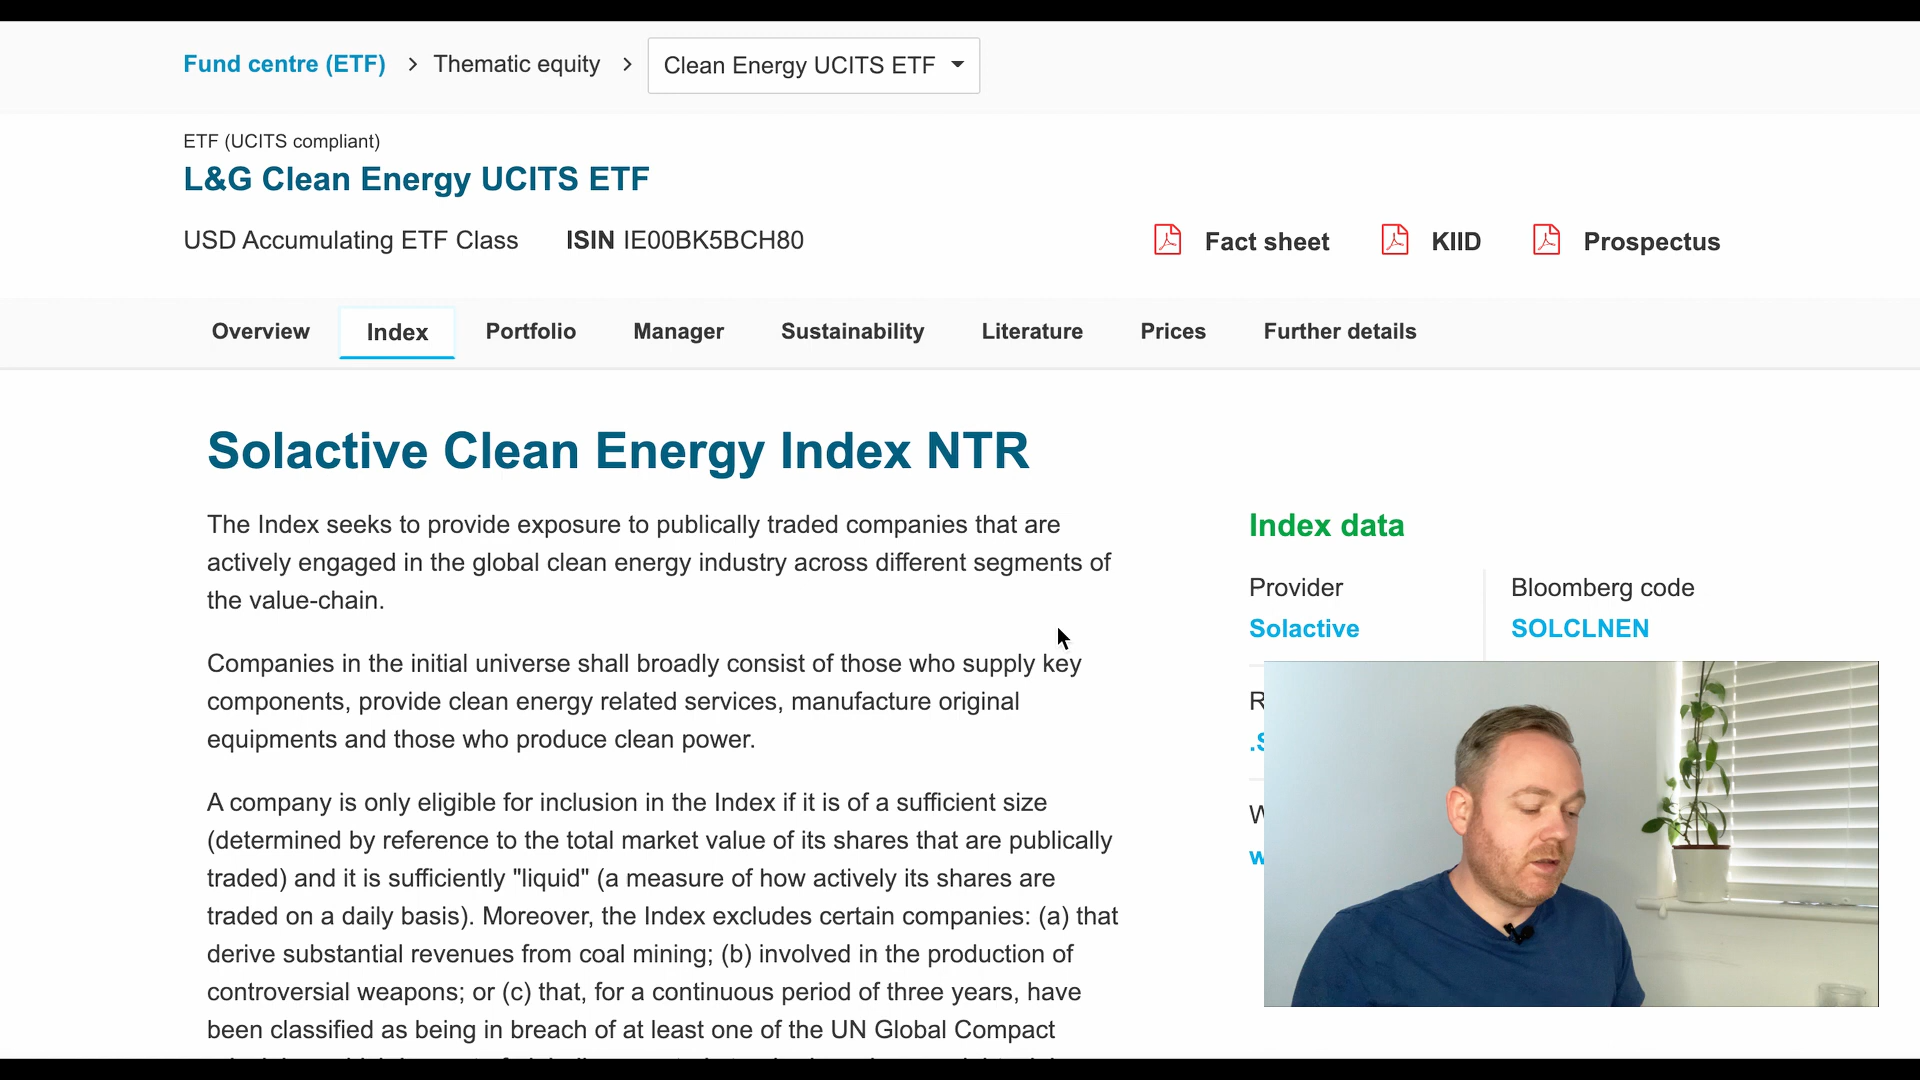 Fund centre (ETF) > Thematic equity > Clean Energy UCITS ETF
ETF (UCITS compliant)
L&G Clean Energy UCITS ETF
USD Accumulating ETF Class ISIN IE00BK5BCH80 Fact sheet KIID Prospectus
Overview Index Portfolio Manager Sustainability Literature Prices Further details
Solactive Clean Energy Index NTR
The Index seeks to provide exposure to publically traded companies that are
actively engaged in the global clean energy industry across different segments of
the value-chain.
Companies in the initial universe shall broadly consist of those who supply key
components, provide clean energy related services, manufacture original
equipments and those who produce clean power.
A company is only eligible for inclusion in the Index if it is of a sufficient size
(determined by reference to the total market value of its shares that are publically
traded) and it is sufficiently "liquid" (a measure of how actively its shares are
traded on a daily basis). Moreover, the Index excludes certain companies: (a) that
derive substantial revenues from coal mining; (b) involved in the production of
controversial weapons; or (c) that, for a continuous period of three years, have
been classified as being in breach of at least one of the UN Global Compact
Index data
Provider Bloomberg code
Solactive SOLCLNEN